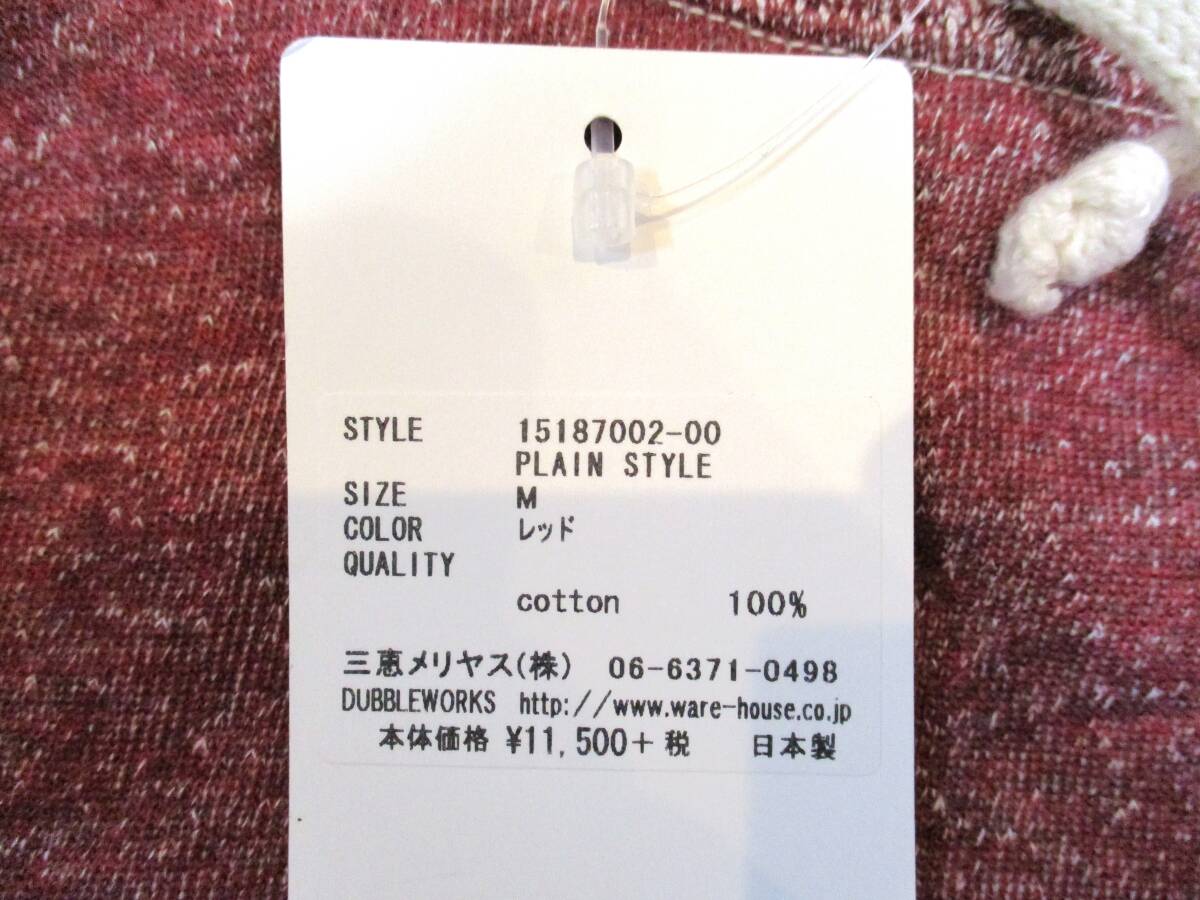 STYLE 15187002-00
PLAIN STYLE
SIZE M
COLOR レッド
QUALITY
cotton 100%
三恵メリヤス(株) 06-6371-0498
DUBBLEWORKS http://www.ware-house.co.jp
本体価格 ¥11,500+税 日本製